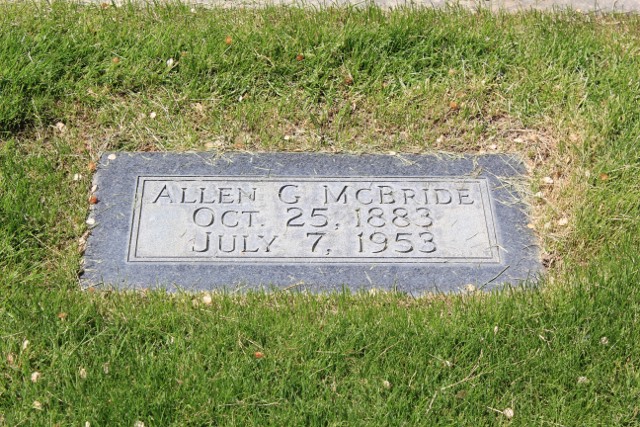 Allen G McBride
Oct. 25, 1883
July 7, 1953